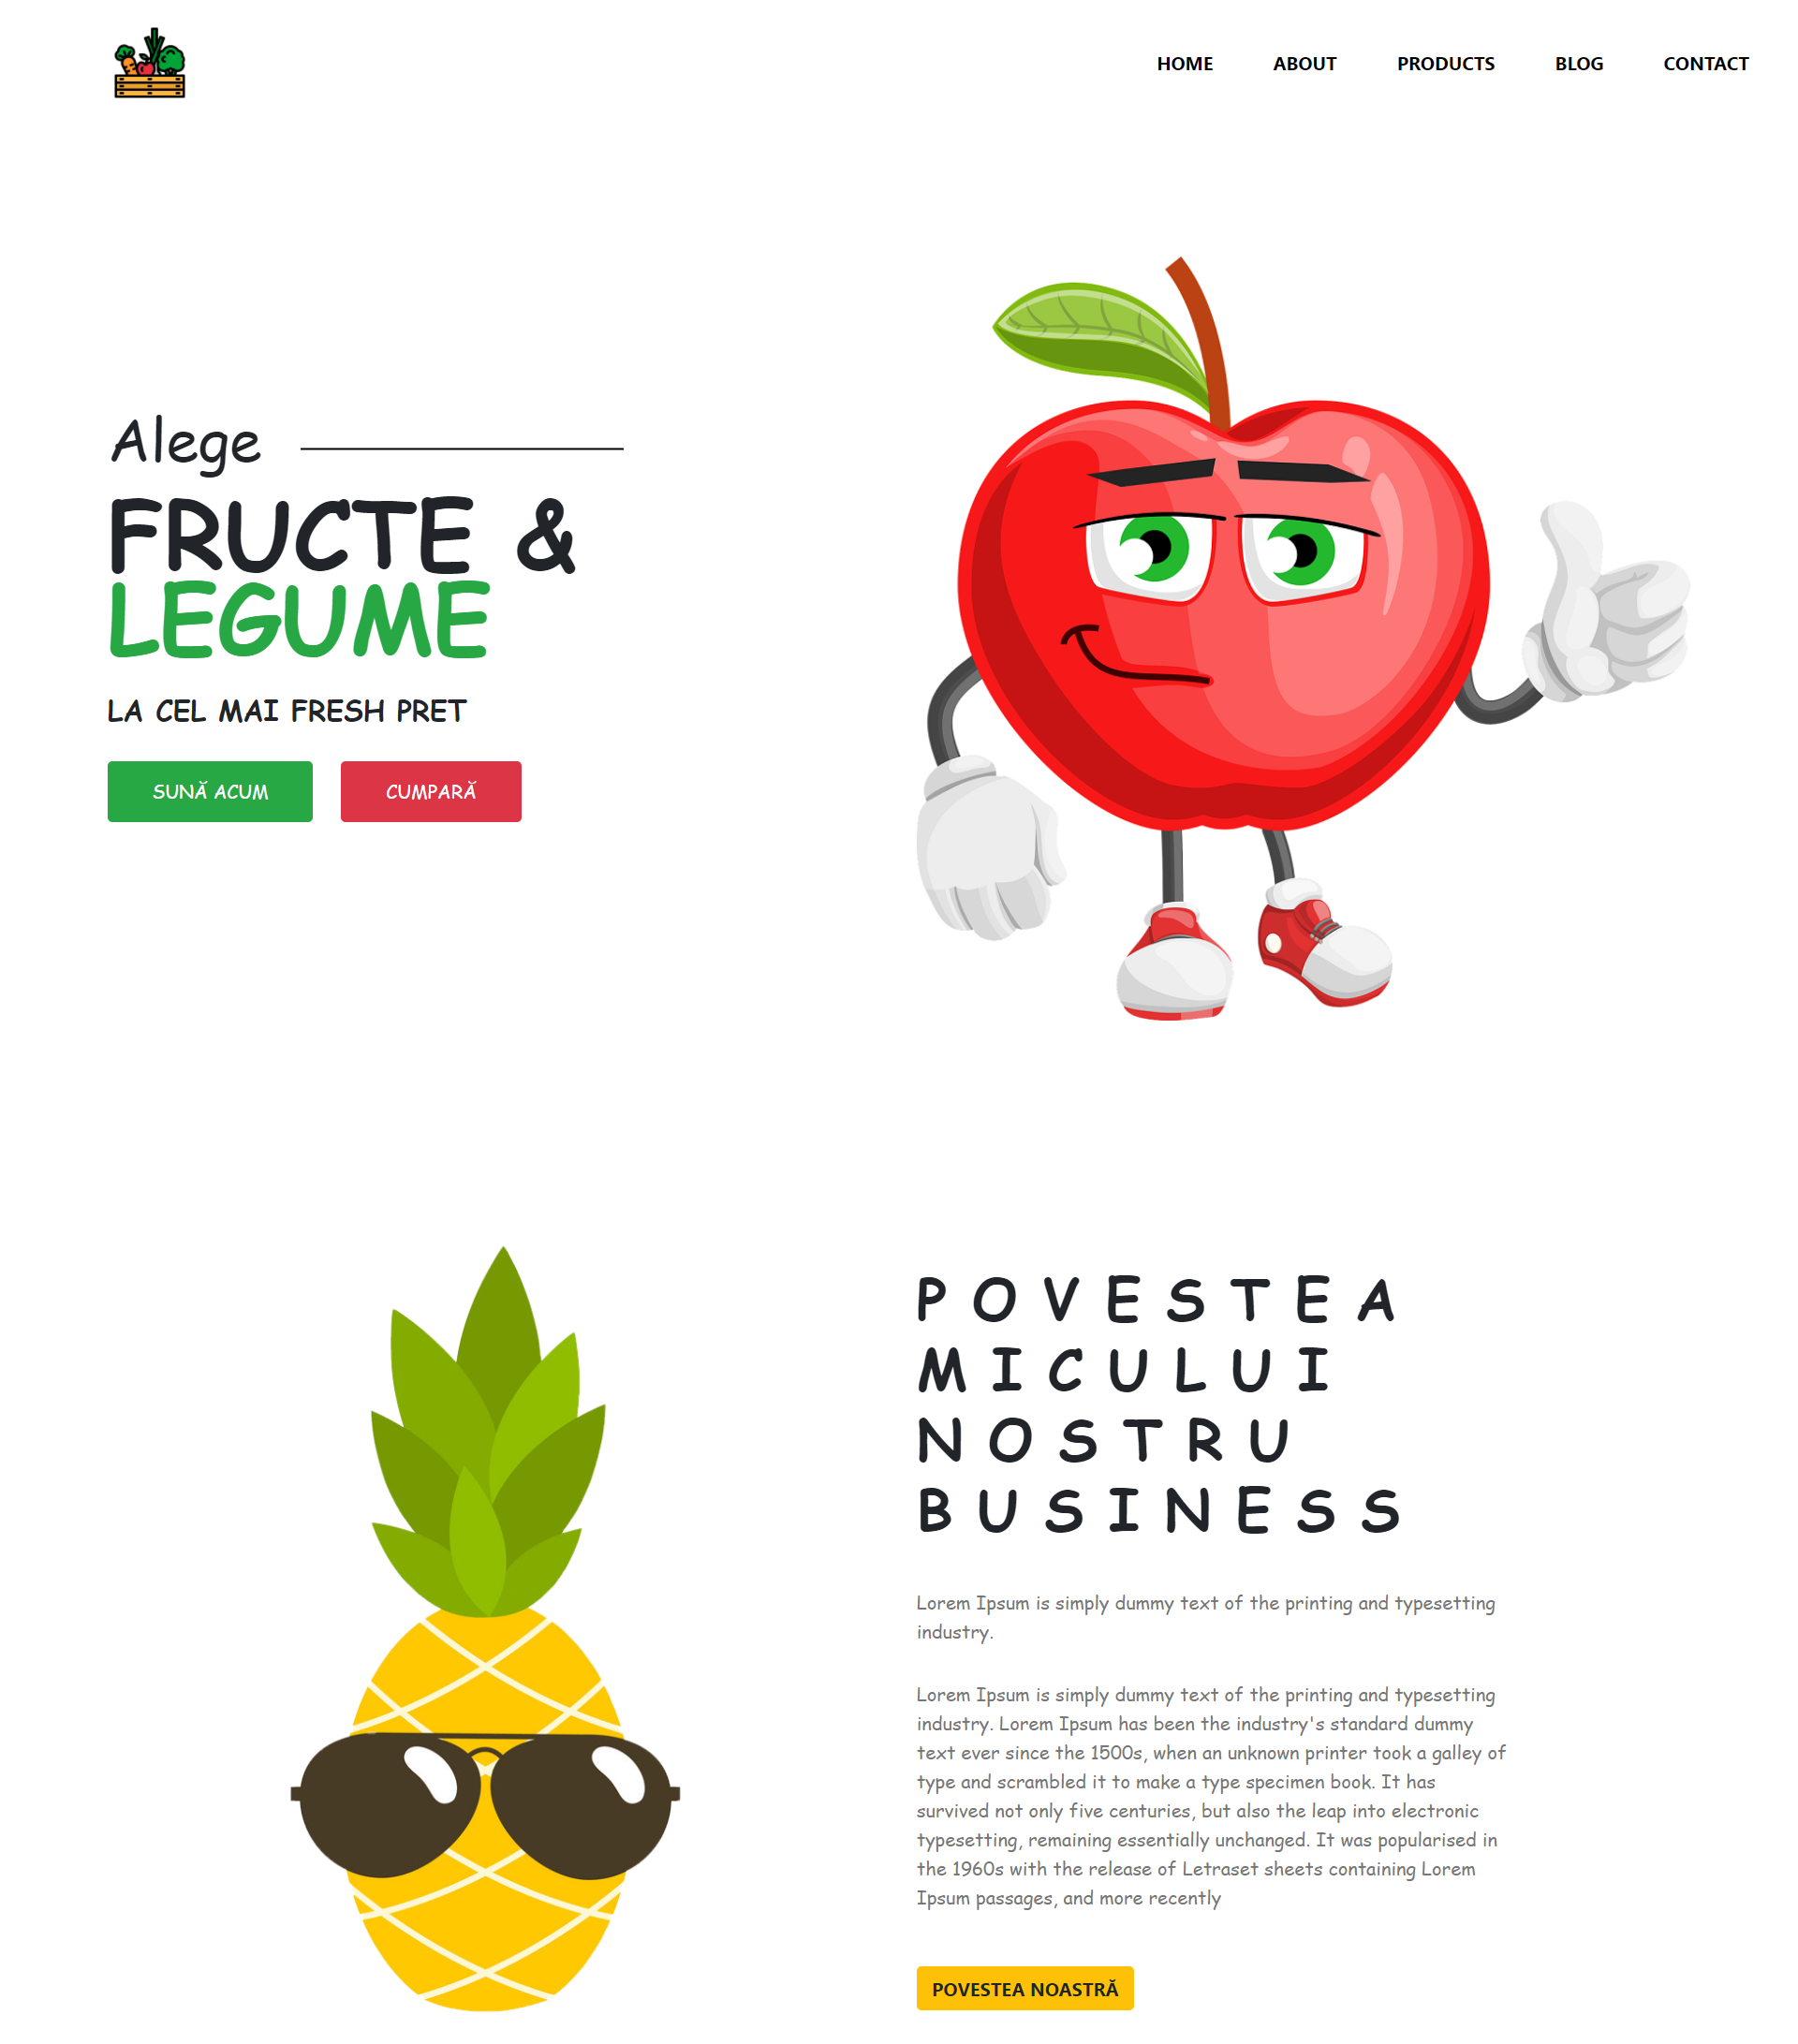 HOME ABOUT PRODUCTS BLOG CONTACT
Alege
FRUCTE &
LEGUME
LA CEL MAI FRESH PRET
SUNĂ ACUM CUMPARĂ
POVESTEA
MICULUI
NOSTRU
BUSINESS
Lorem Ipsum is simply dummy text of the printing and typesetting
industry.
Lorem Ipsum is simply dummy text of the printing and typesetting
industry. Lorem Ipsum has been the industry's standard dummy
text ever since the 1500s, when an unknown printer took a galley of
type and scrambled it to make a type specimen book. It has
survived not only five centuries, but also the leap into electronic
typesetting, remaining essentially unchanged. It was popularised in
the 1960s with the release of Letraset sheets containing Lorem
Ipsum passages, and more recently
POVESTEA NOASTRĂ